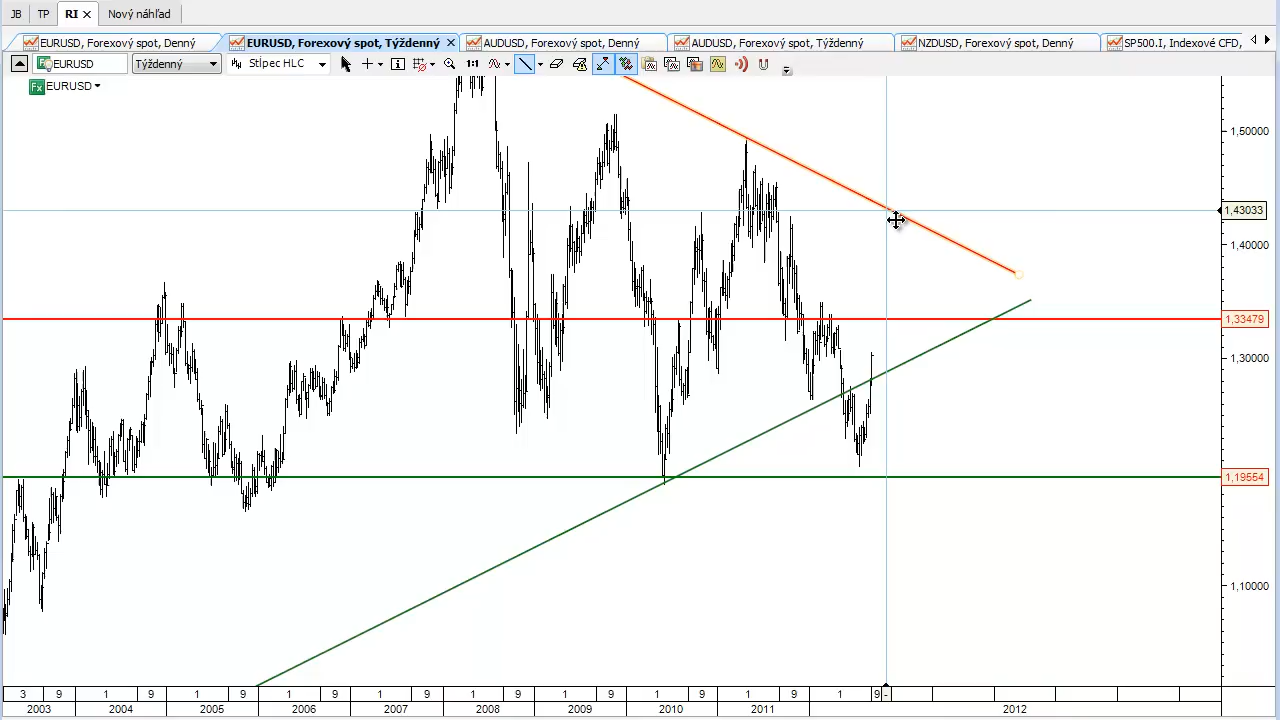 JB TP RI Nový náhľad
EURUSD, Forexový spot, Denný EURUSD, Forexový spot, Týždenný AUDUSD, Forexový spot, Denný AUDUSD, Forexový spot, Týždenný NZDUSD, Forexový spot, Denný SP500.I, Indexové CFD,
EURUSD Týždenný Stĺpec HLC 1:1
Fx EURUSD
1,50000
1,43033
1,40000
1,33479
1,30000
1,19554
1,10000
3 9 1 9 1 9 1 9 1 9 1 9 1 9 1 9 1 9 1 9 -
2003 2004 2005 2006 2007 2008 2009 2010 2011 2012